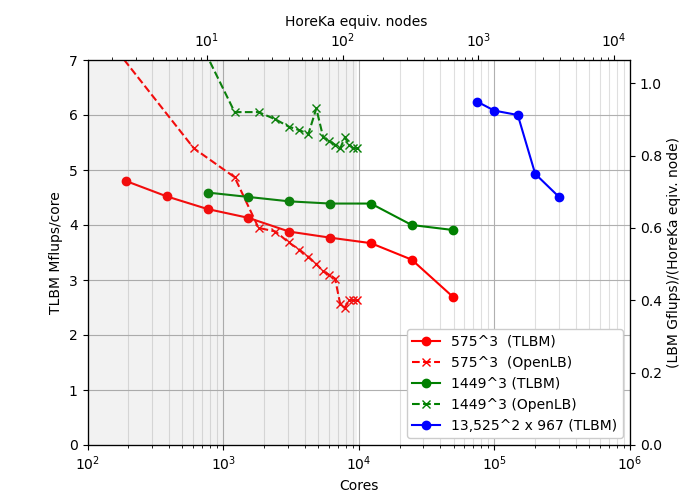 HoreKa equiv. nodes
10^1 10^2 10^3 10^4
7
6
5
4
3
2
1
0
TLBM Mflups/core
1.0
0.8
0.6
0.4
0.2
0.0
(LBM Gflups)/(HoreKa eqiv. node)
575^3 (TLBM)
575^3 (OpenLB)
1449^3 (TLBM)
1449^3 (OpenLB)
13,525^2 x 967 (TLBM)
10^2 10^3 10^4 10^5 10^6
Cores